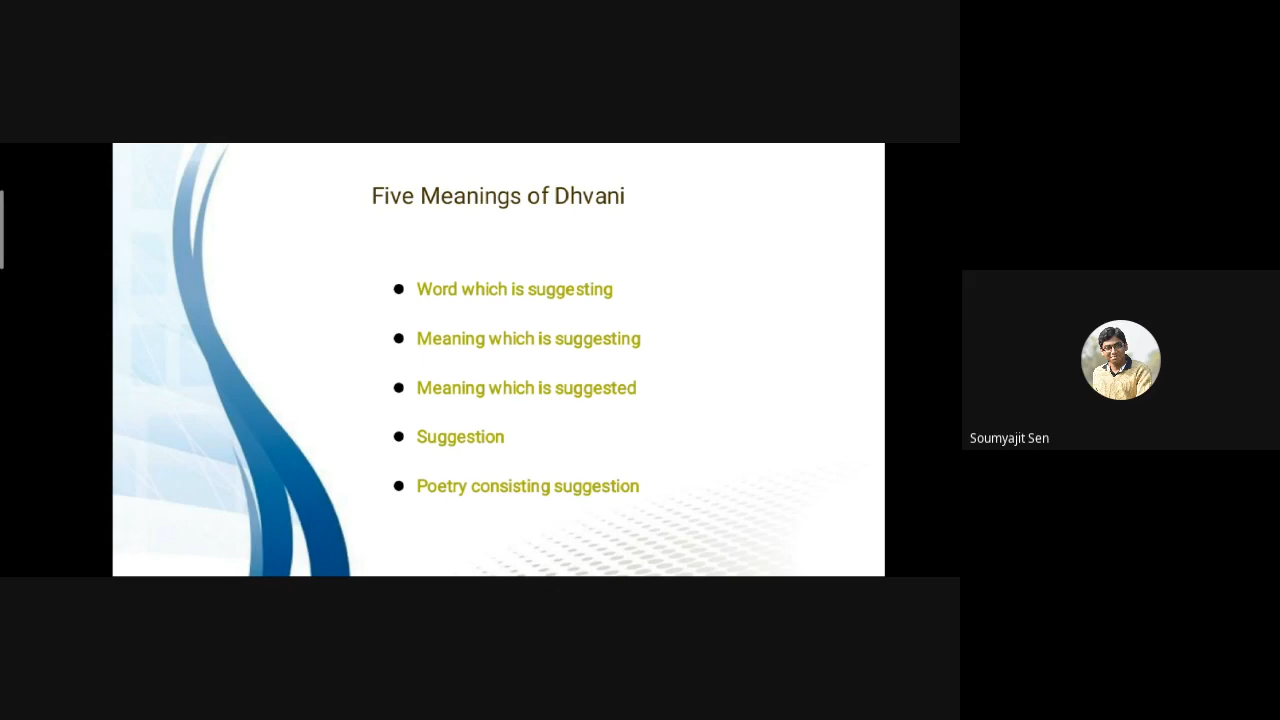 Five Meanings of Dhvani
Word which is suggesting
Meaning which is suggesting
Meaning which is suggested
Suggestion
Poetry consisting suggestion
Soumyajit Sen